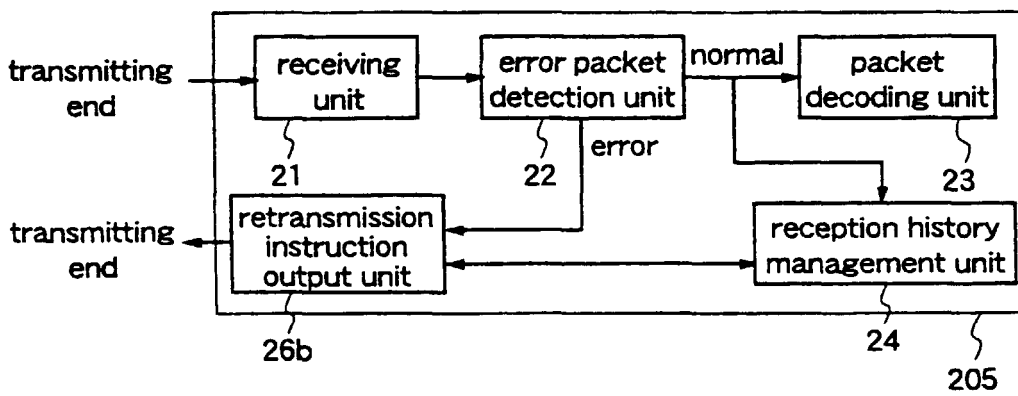 transmitting
end
receiving
unit
21
error packet
detection unit
22
normal
error
packet
decoding unit
23
transmitting
end
retransmission
instruction
output unit
26b
reception history
management unit
24
205